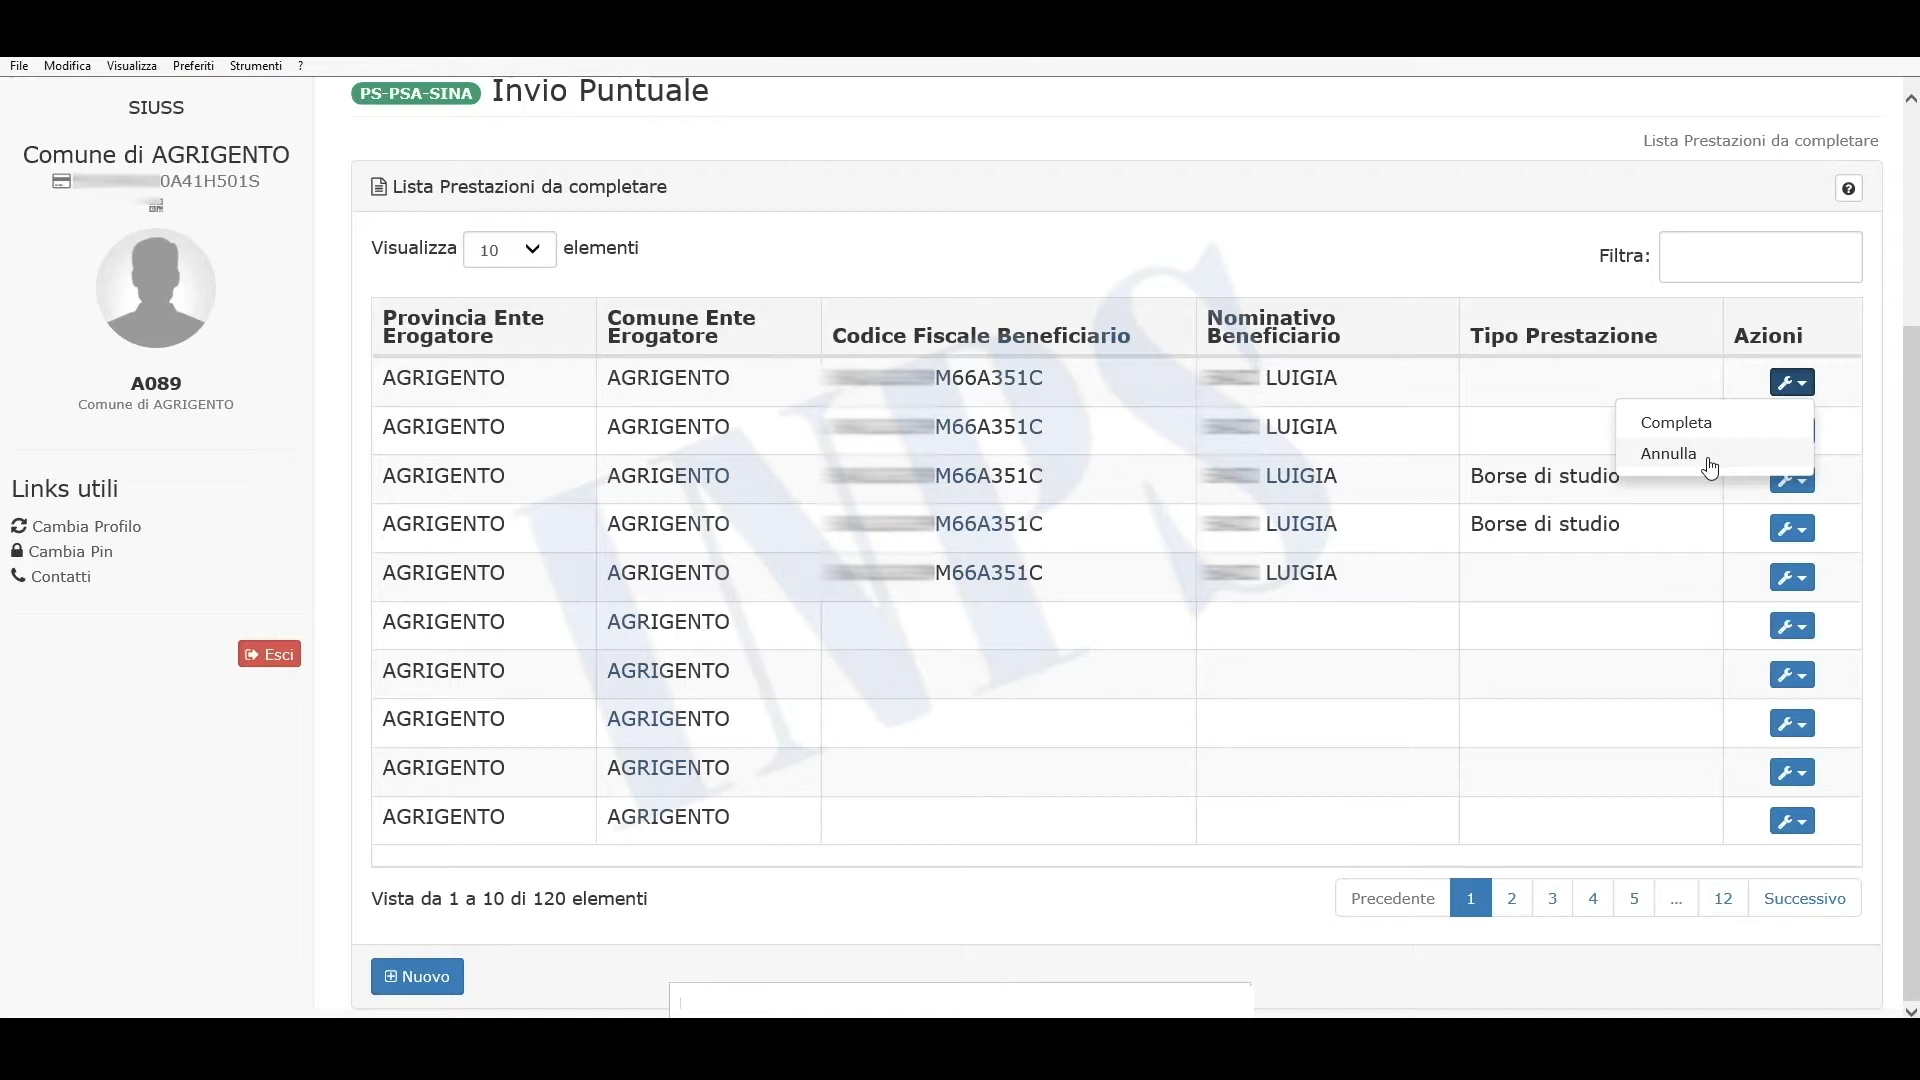 File Modifica Visualizza Preferiti Strumenti ?
SIUSS
Comune di AGRIGENTO
0A41H501S
A089
Comune di AGRIGENTO
Links utili
Cambia Profilo
Cambia Pin
Contatti
Esci
PS-PSA-SINA Invio Puntuale
Lista Prestazioni da completare
Lista Prestazioni da completare
Visualizza 10 elementi
Filtra:
Provincia Ente Erogatore Comune Ente Erogatore Codice Fiscale Beneficiario Nominativo Beneficiario Tipo Prestazione Azioni
AGRIGENTO AGRIGENTO M66A351C LUIGIA
Completa
AGRIGENTO AGRIGENTO M66A351C LUIGIA
Annulla
AGRIGENTO AGRIGENTO M66A351C LUIGIA Borse di studio
AGRIGENTO AGRIGENTO M66A351C LUIGIA Borse di studio
AGRIGENTO AGRIGENTO M66A351C LUIGIA
AGRIGENTO AGRIGENTO
AGRIGENTO AGRIGENTO
AGRIGENTO AGRIGENTO
AGRIGENTO AGRIGENTO
AGRIGENTO AGRIGENTO
INPS
Vista da 1 a 10 di 120 elementi
Precedente 1 2 3 4 5 ... 12 Successivo
Nuovo